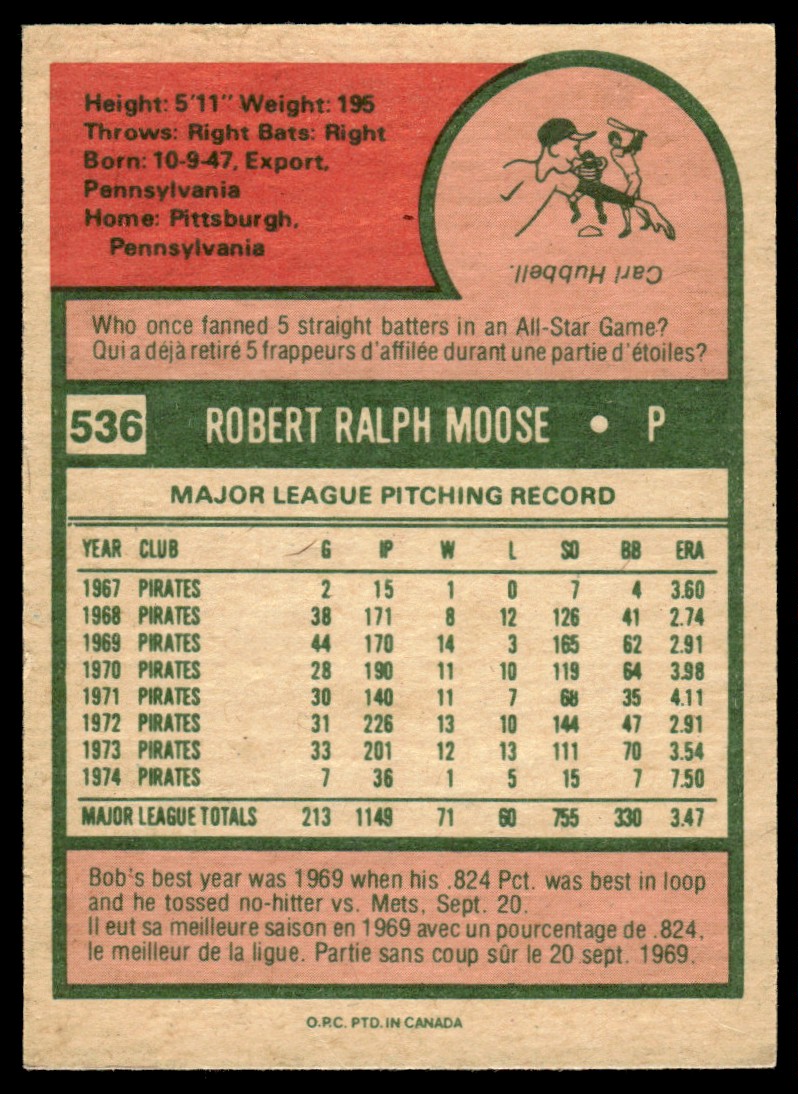 Height: 5'11" Weight: 195
Throws: Right Bats: Right
Born: 10-9-47, Export,
Pennsylvania
Home: Pittsburgh,
Pennsylvania
Carl Hubbell.
Who once fanned 5 straight batters in an All-Star Game?
Qui a déjà retiré 5 frappeurs d'affilée durant une partie d'étoiles?
536 ROBERT RALPH MOOSE • P
MAJOR LEAGUE PITCHING RECORD
YEAR CLUB G IP W L SO BB ERA
1967 PIRATES 2 15 1 0 7 4 3.60
1968 PIRATES 38 171 8 12 126 41 2.74
1969 PIRATES 44 170 14 3 165 62 2.91
1970 PIRATES 28 190 11 10 119 64 3.98
1971 PIRATES 30 140 11 7 68 35 4.11
1972 PIRATES 31 226 13 10 144 47 2.91
1973 PIRATES 33 201 12 13 111 70 3.54
1974 PIRATES 7 36 1 5 15 7 7.50
MAJOR LEAGUE TOTALS 213 1149 71 60 755 330 3.47
Bob's best year was 1969 when his .824 Pct. was best in loop
and he tossed no-hitter vs. Mets, Sept. 20.
Il eut sa meilleure saison en 1969 avec un pourcentage de .824,
le meilleur de la ligue. Partie sans coup sûr le 20 sept. 1969.
O.P.C. PTD. IN CANADA